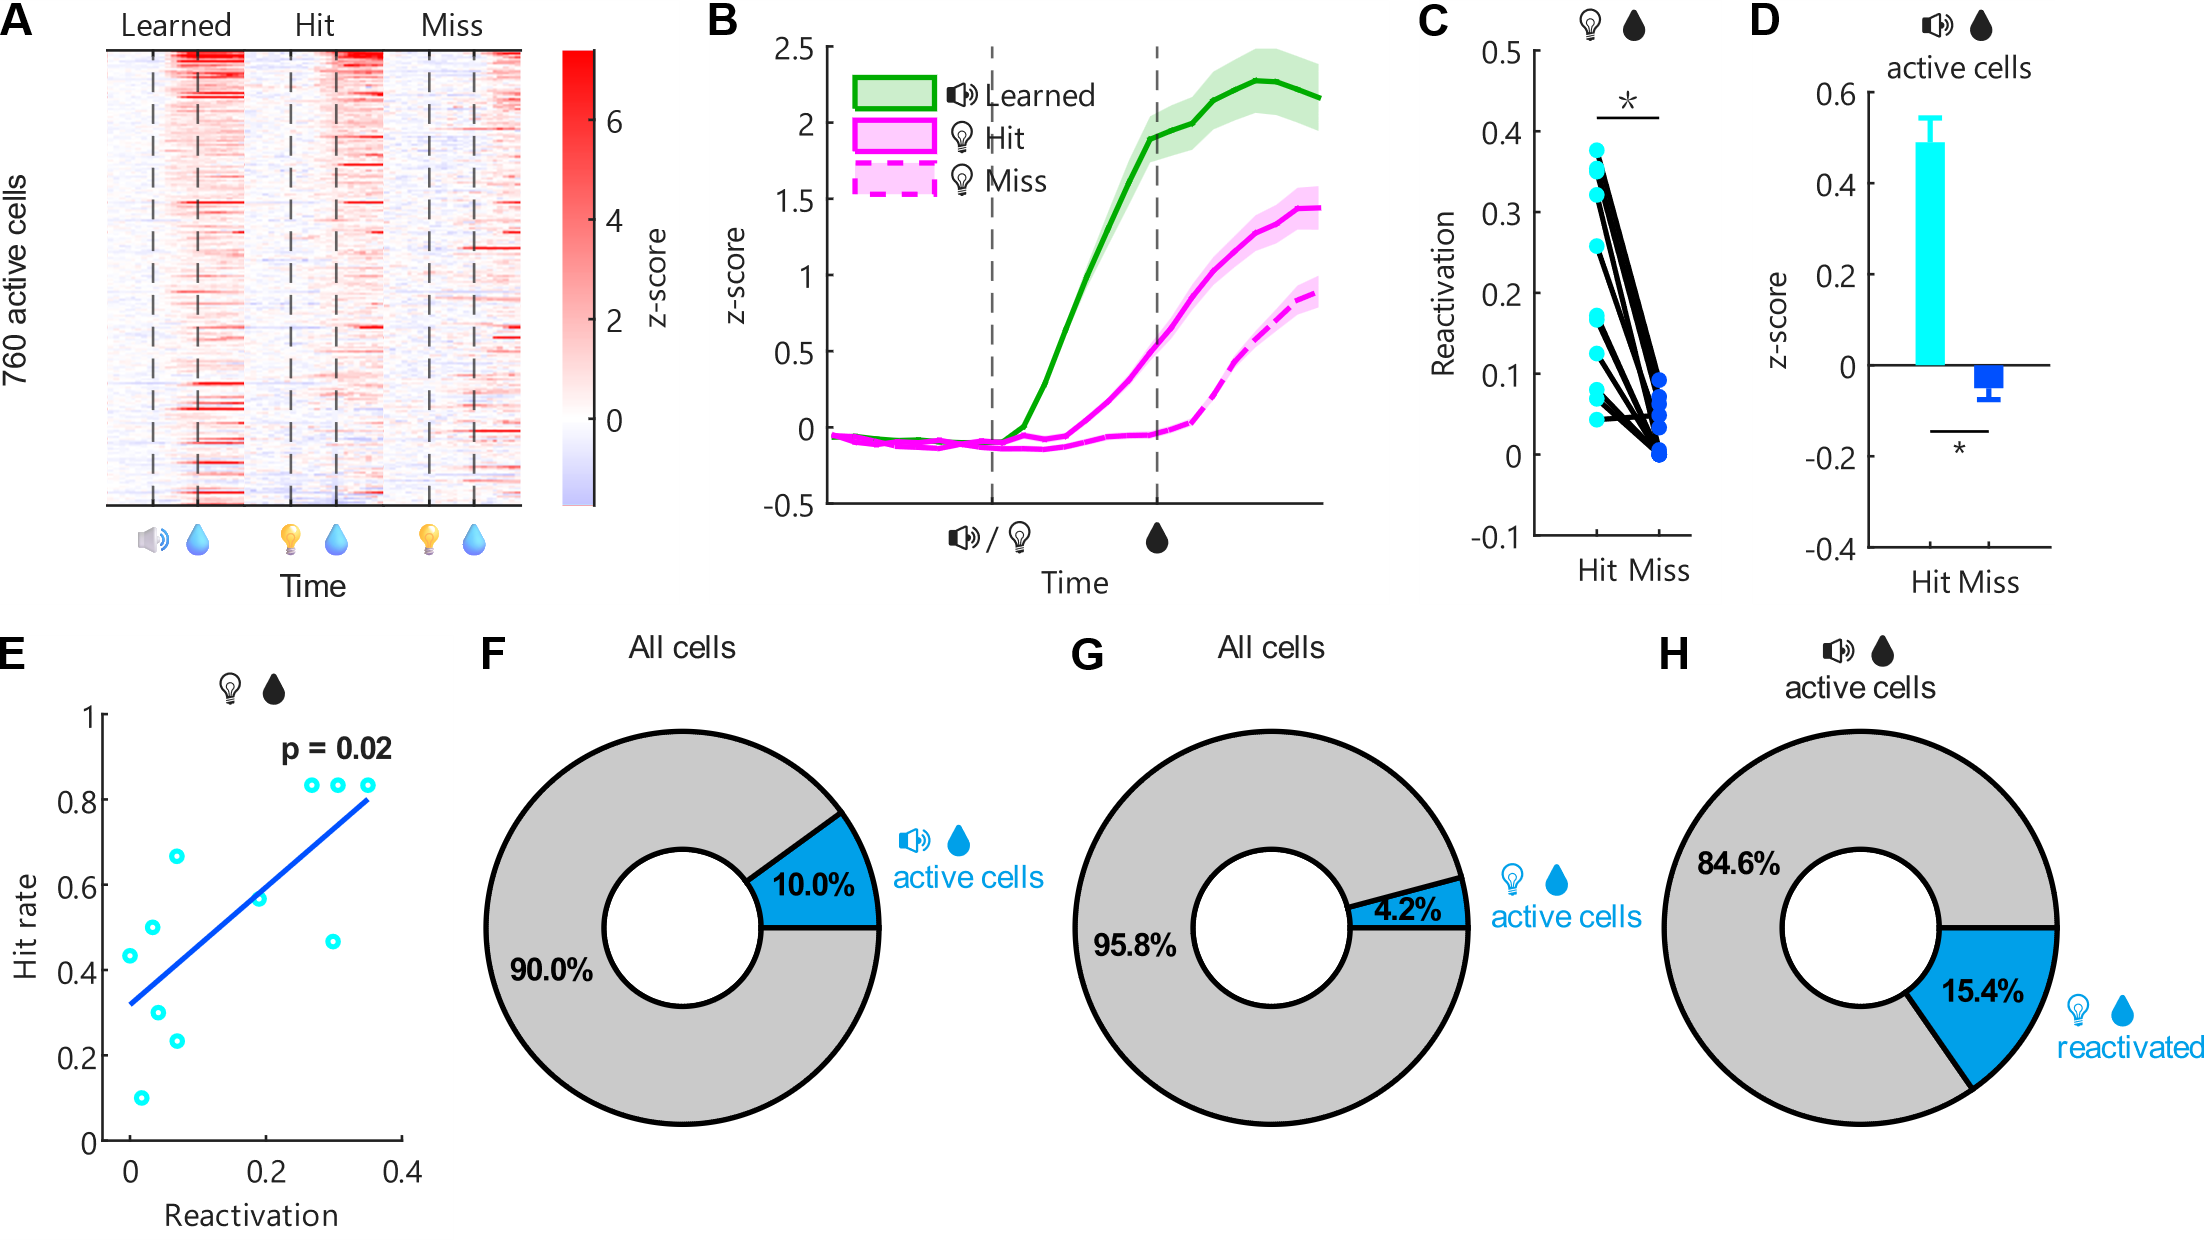 A
Learned
Hit
Miss
760 active cells
6
4
2
0
z-score
Time
B
2.5
2
1.5
1
0.5
0
-0.5
z-score
Learned
Hit
Miss
/
Time
C
0.5
0.4
0.3
0.2
0.1
0
-0.1
Reactivation
*
Hit Miss
D
active cells
0.6
0.4
0.2
0
-0.2
-0.4
z-score
*
Hit Miss
E
p = 0.02
1
0.8
0.6
0.4
0.2
0
Hit rate
0
0.2
0.4
Reactivation
F
All cells
10.0%
90.0%
active cells
G
All cells
4.2%
95.8%
active cells
H
active cells
84.6%
15.4%
reactivated